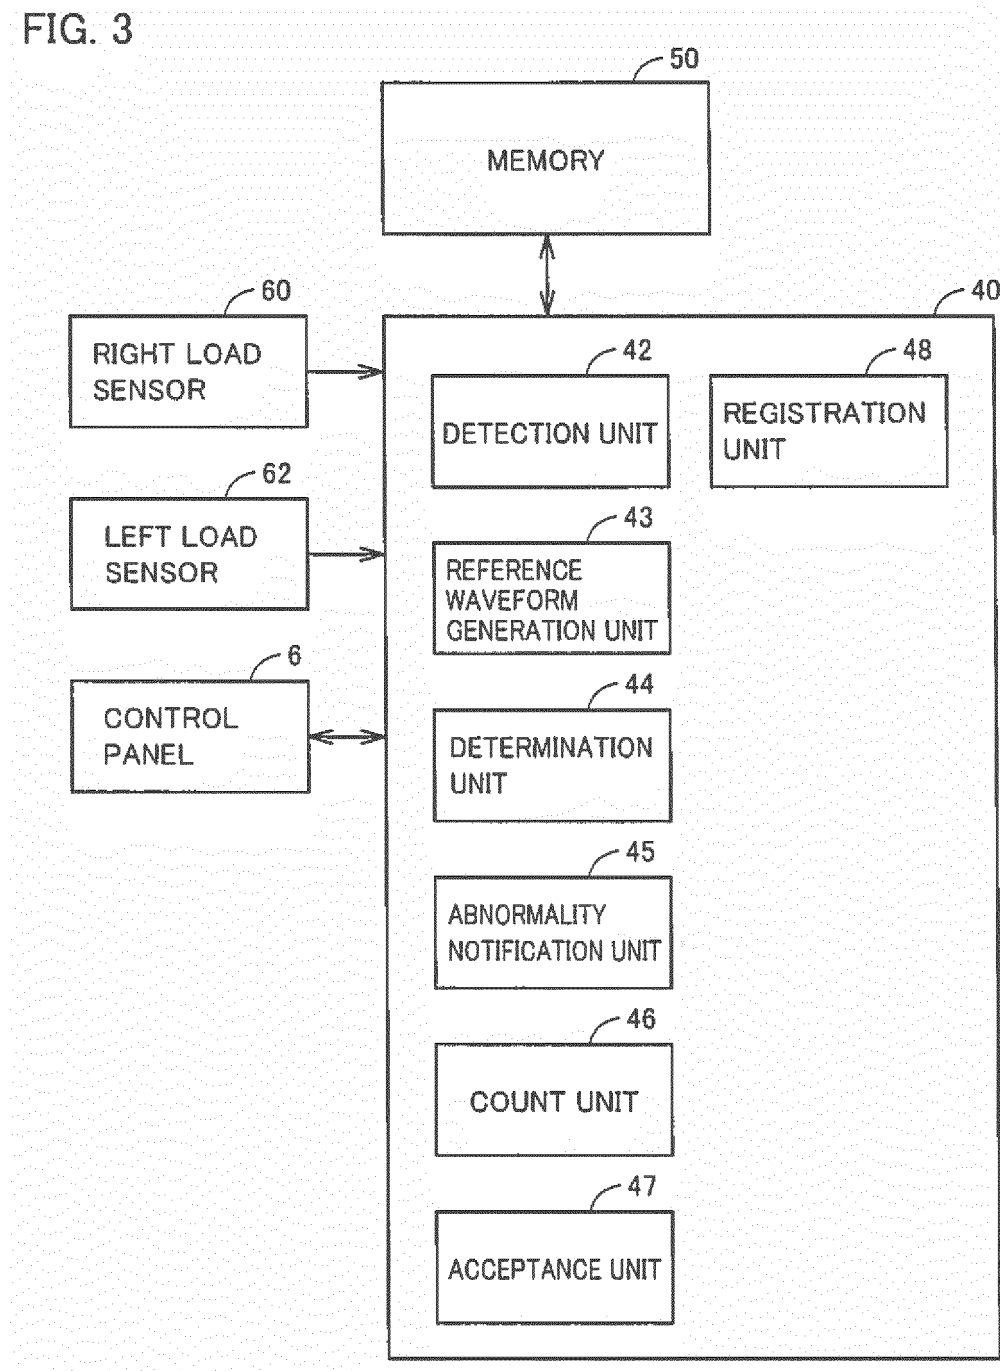 FIG. 3
50
MEMORY
60
RIGHT LOAD
SENSOR
62
LEFT LOAD
SENSOR
6
CONTROL
PANEL
40
42
DETECTION UNIT
48
REGISTRATION
UNIT
43
REFERENCE
WAVEFORM
GENERATION UNIT
44
DETERMINATION
UNIT
45
ABNORMALITY
NOTIFICATION UNIT
46
COUNT UNIT
47
ACCEPTANCE UNIT